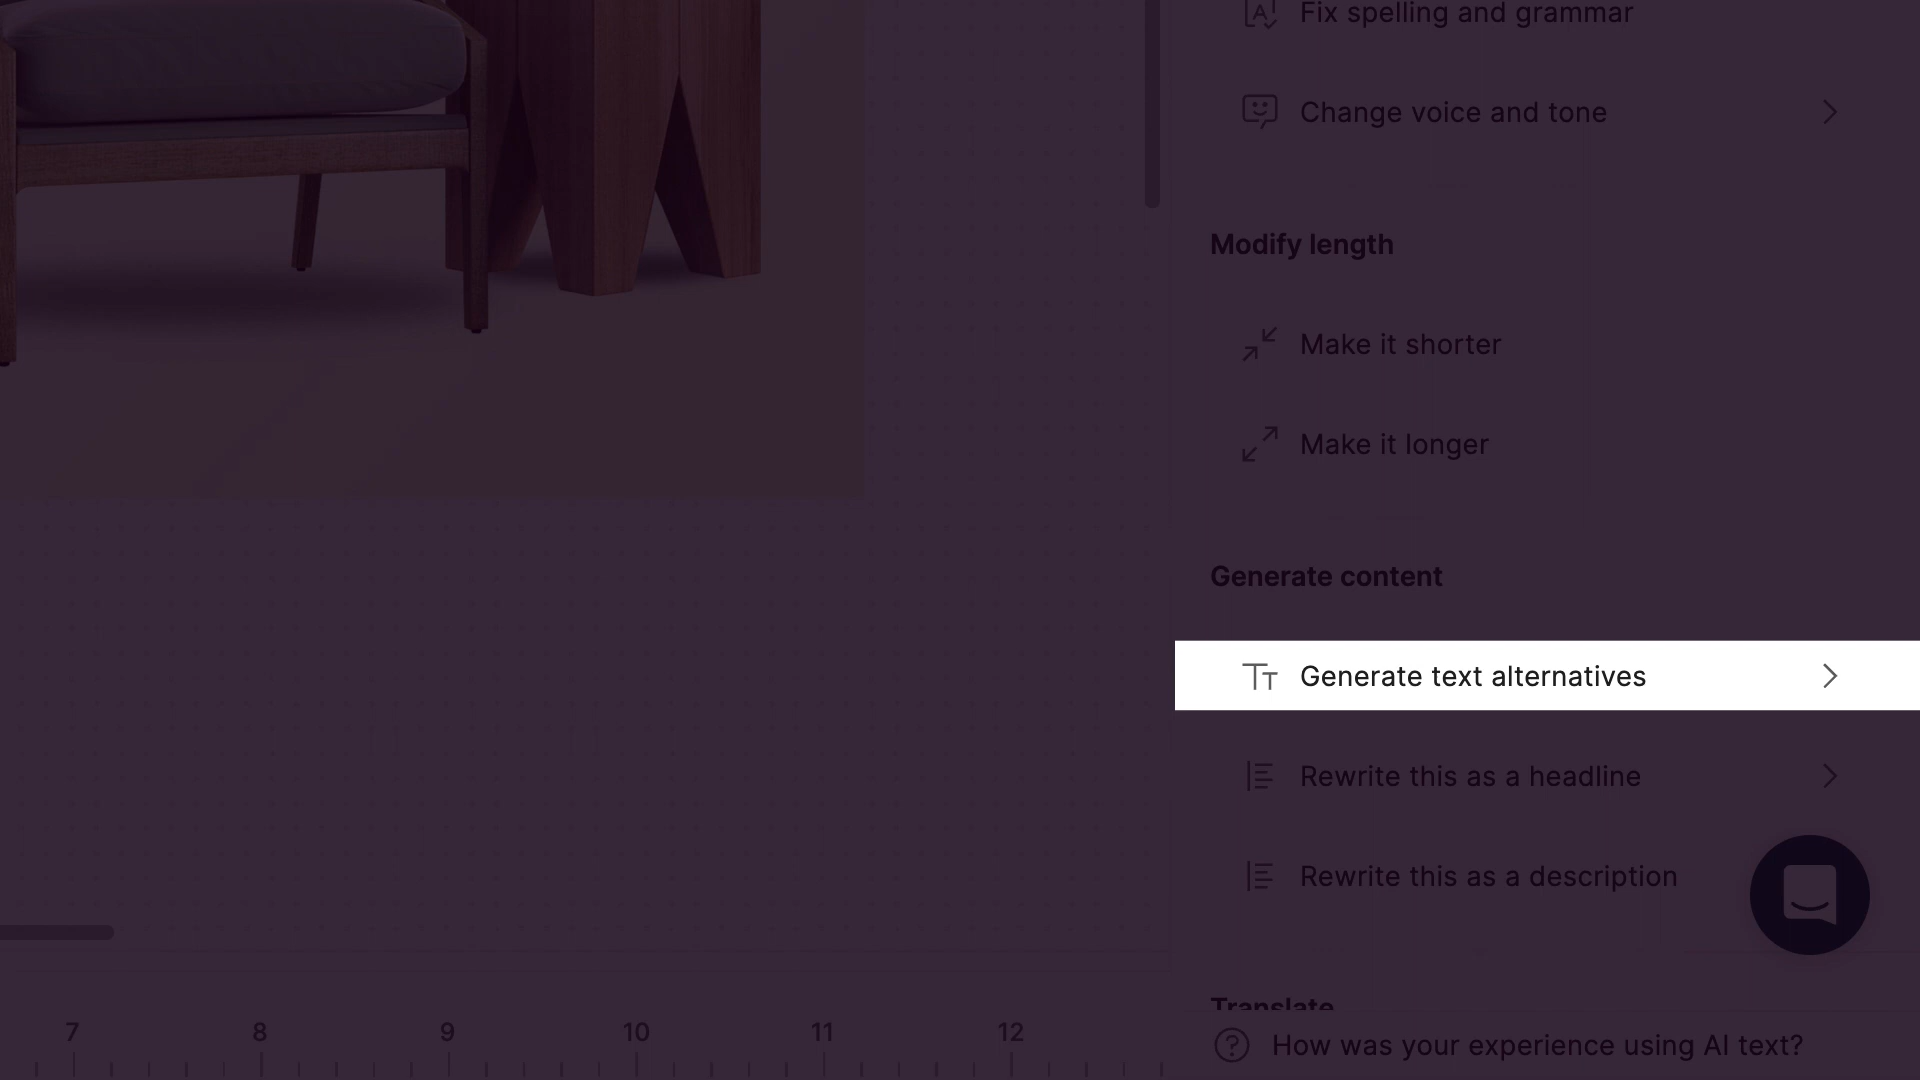 Fix spelling and grammar
Change voice and tone
Modify length
Make it shorter
Make it longer
Generate content
Generate text alternatives
Rewrite this as a headline
Rewrite this as a description
Translate
How was your experience using AI text?
7 8 9 10 11 12